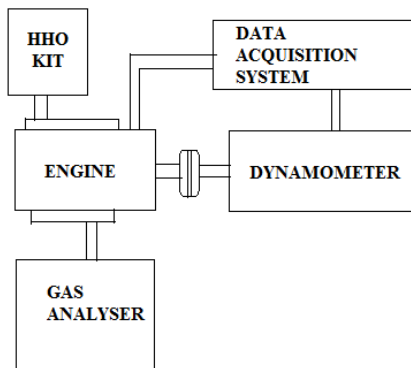 HHO
KIT
DATA
ACQUISITION
SYSTEM
ENGINE
DYNAMOMETER
GAS
ANALYSER